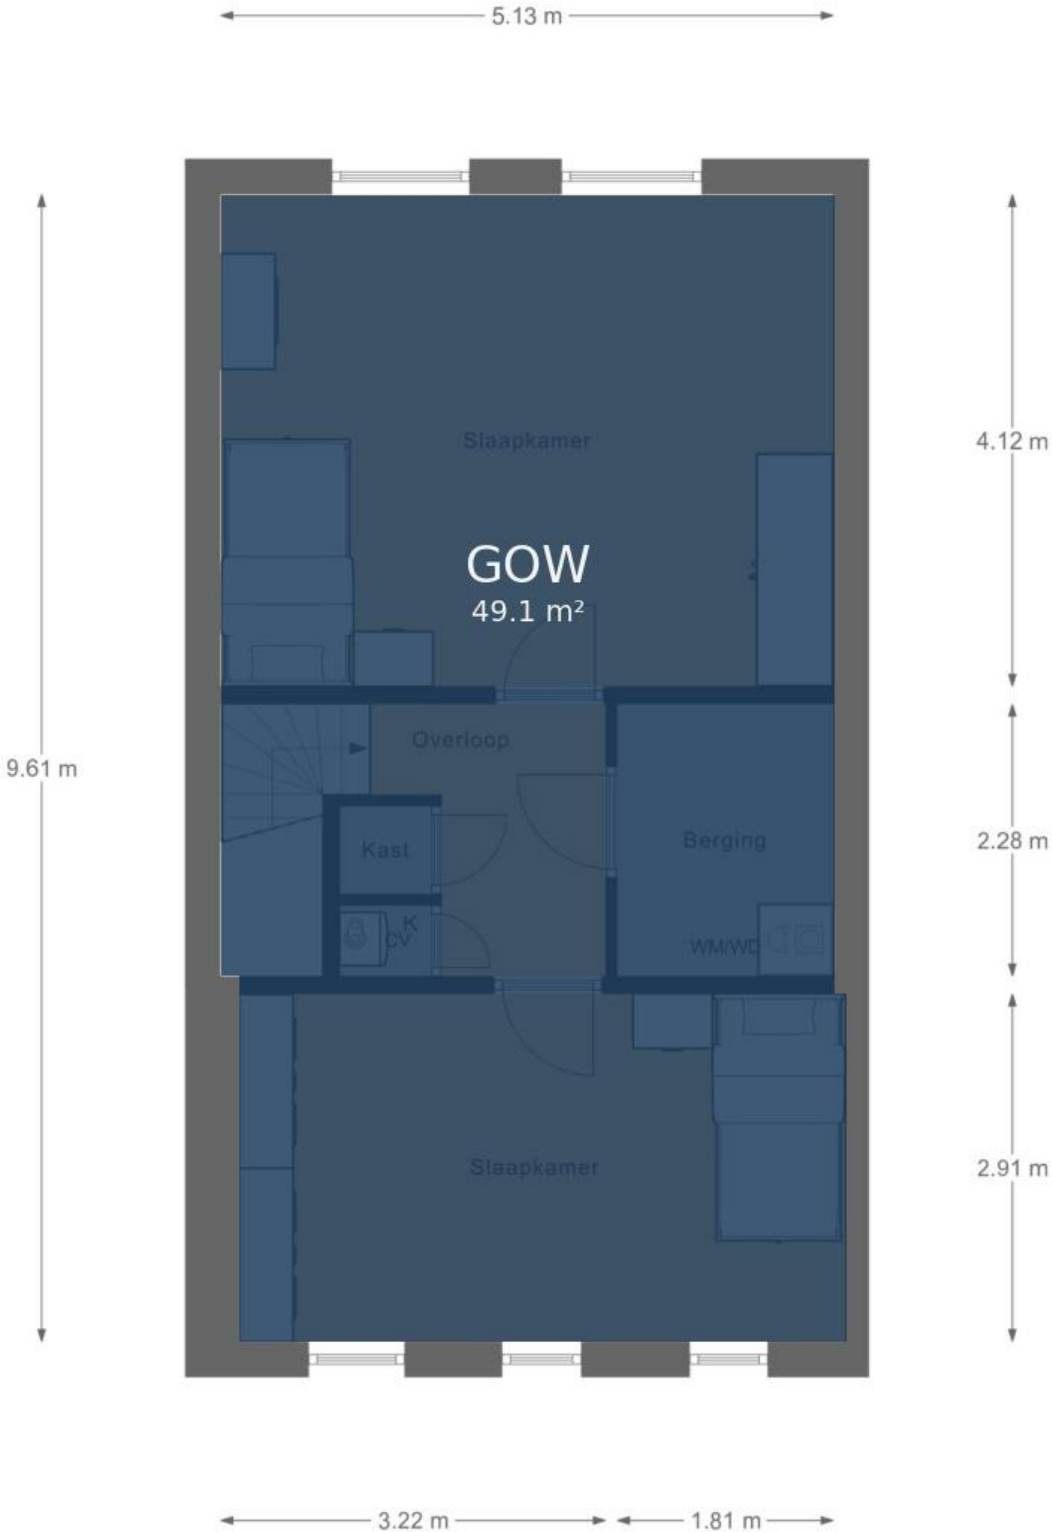 5.13 m
Slaapkamer
4.12 m
GOW
49.1 m²
Overloop
9.61 m
Kast
Berging
2.28 m
K
CV
WM/WD
Slaapkamer
2.91 m
3.22 m
1.81 m